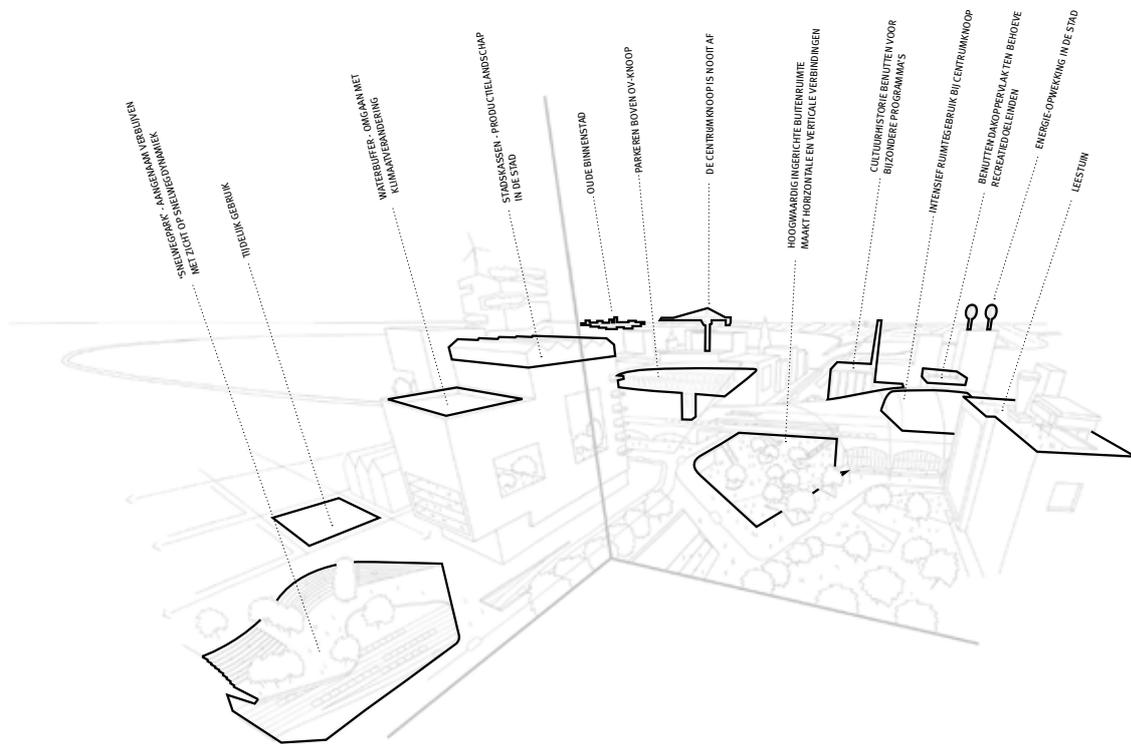 SNELWEGPARK - AANGENAAM VERBLIJVEN
MET ZICHT OP SNELWEGDYNAMIEK
TIJDELIJK GEBRUIK
WATERBUFFER - OMGAAN MET
KLIMAATVERANDERING
STADSKASSEN - PRODUCTIELANDSCHAP
IN DE STAD
OUDE BINNENSTAD
PARKEREN BOVEN OV-KNOOP
DE CENTRUMKNOOP IS NOOIT AF
HOOGWAARDIG INGERICHTE BUITENRUIMTE
MAAKT HORIZONTALE EN VERTICALE VERBINDINGEN
CULTUURHISTORIE BENUTTEN VOOR
BIJZONDERE PROGRAMMA'S
INTENSIEF RUIMTEGEBRUIK BIJ CENTRUMKNOOP
BENUTTEN DAKOPPERVLAKTEN BEHOEVE
RECREATIEDOELEINDEN
ENERGIE-OPWEKKING IN DE STAD
LEESTUIN